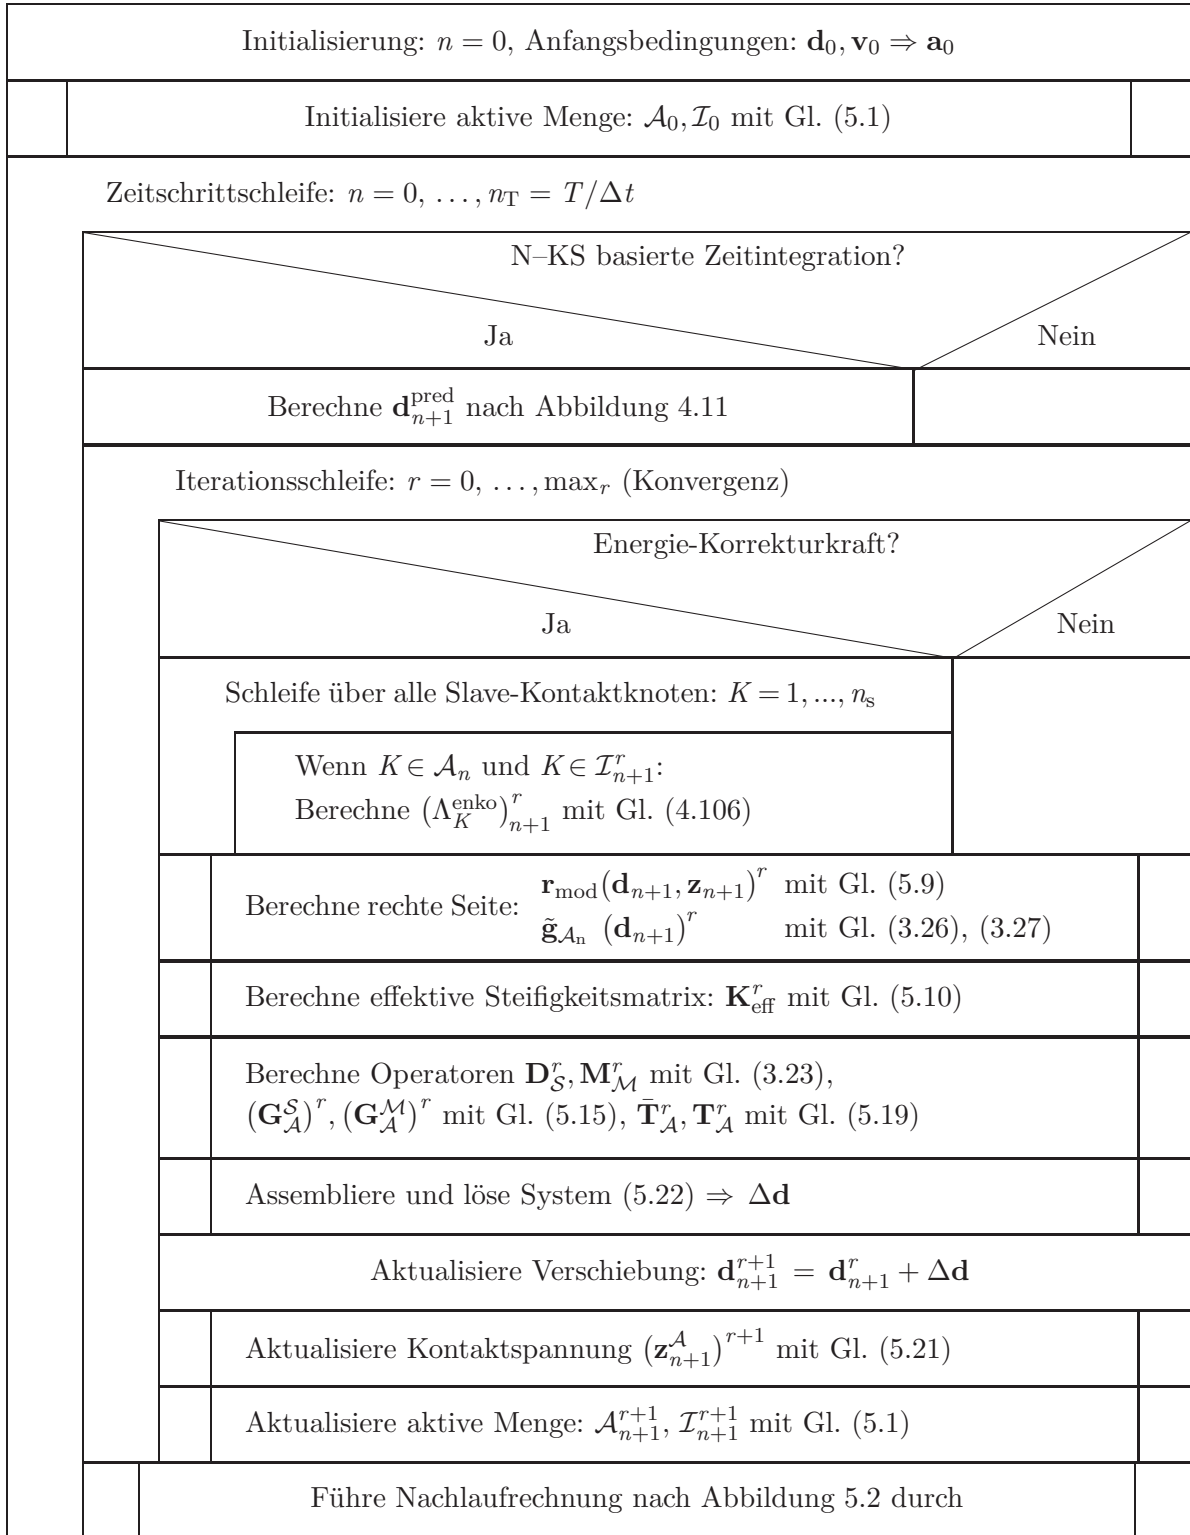 Initialisierung: n = 0, Anfangsbedingungen: d₀, v₀ ⇒ a₀
Initialisiere aktive Menge: 𝒜₀, ℐ₀ mit Gl. (5.1)
Zeitschrittschleife: n = 0, …, n_T = T/Δt
N–KS basierte Zeitintegration?
Ja Nein
Berechne d_{n+1}^{pred} nach Abbildung 4.11
Iterationsschleife: r = 0, …, max_r (Konvergenz)
Energie-Korrekturkraft?
Ja Nein
Schleife über alle Slave-Kontaktknoten: K = 1, ..., n_s
Wenn K ∈ 𝒜_n und K ∈ ℐ_{n+1}^r:
Berechne (Λ_K^{enko})_{n+1}^r mit Gl. (4.106)
Berechne rechte Seite: r_{mod}(d_{n+1}, z_{n+1})^r mit Gl. (5.9)
g̃_{𝒜_n} (d_{n+1})^r mit Gl. (3.26), (3.27)
Berechne effektive Steifigkeitsmatrix: K_{eff}^r mit Gl. (5.10)
Berechne Operatoren D_𝒮^r, M_ℳ^r mit Gl. (3.23),
(G_𝒜^𝒮)^r, (G_𝒜^ℳ)^r mit Gl. (5.15), T̄_𝒜^r, T_𝒜^r mit Gl. (5.19)
Assembliere und löse System (5.22) ⇒ Δd
Aktualisiere Verschiebung: d_{n+1}^{r+1} = d_{n+1}^r + Δd
Aktualisiere Kontaktspannung (z_{n+1}^𝒜)^{r+1} mit Gl. (5.21)
Aktualisiere aktive Menge: 𝒜_{n+1}^{r+1}, ℐ_{n+1}^{r+1} mit Gl. (5.1)
Führe Nachlaufrechnung nach Abbildung 5.2 durch